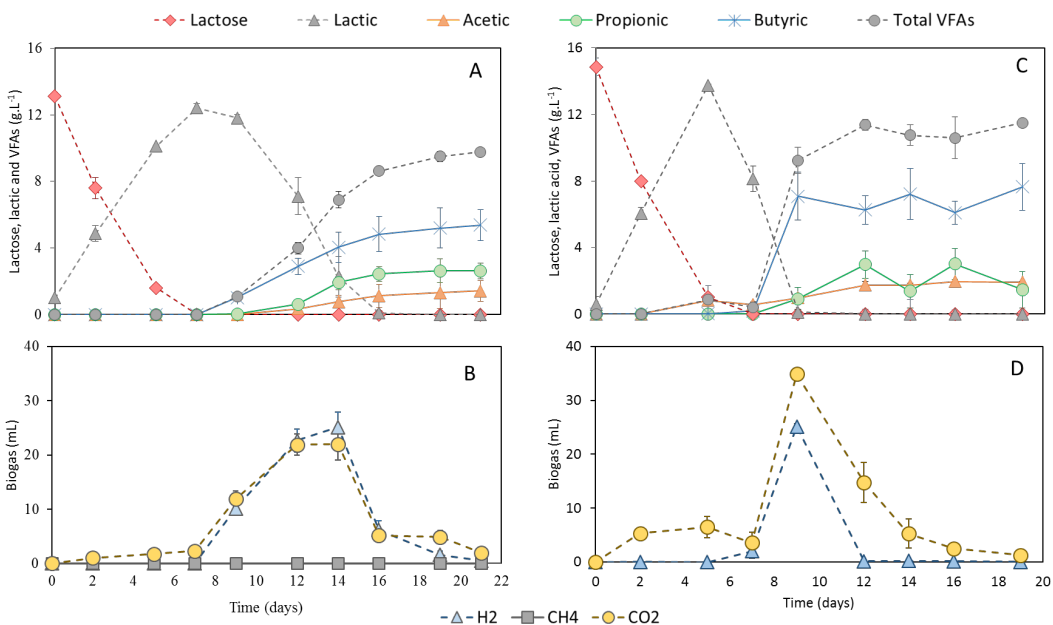 Lactose Lactic Acetic Propionic Butyric Total VFAs
A
Lactose, lactic and VFAs (g.L-1)
16
12
8
4
0
C
Lactose, lactic acid, VFAs (g.L-1)
16
12
8
4
0
B
Biogas (mL)
40
30
20
10
0
0 2 4 6 8 10 12 14 16 18 20 22
Time (days)
D
Biogas (mL)
40
30
20
10
0
0 2 4 6 8 10 12 14 16 18 20
Time (days)
H2 CH4 CO2